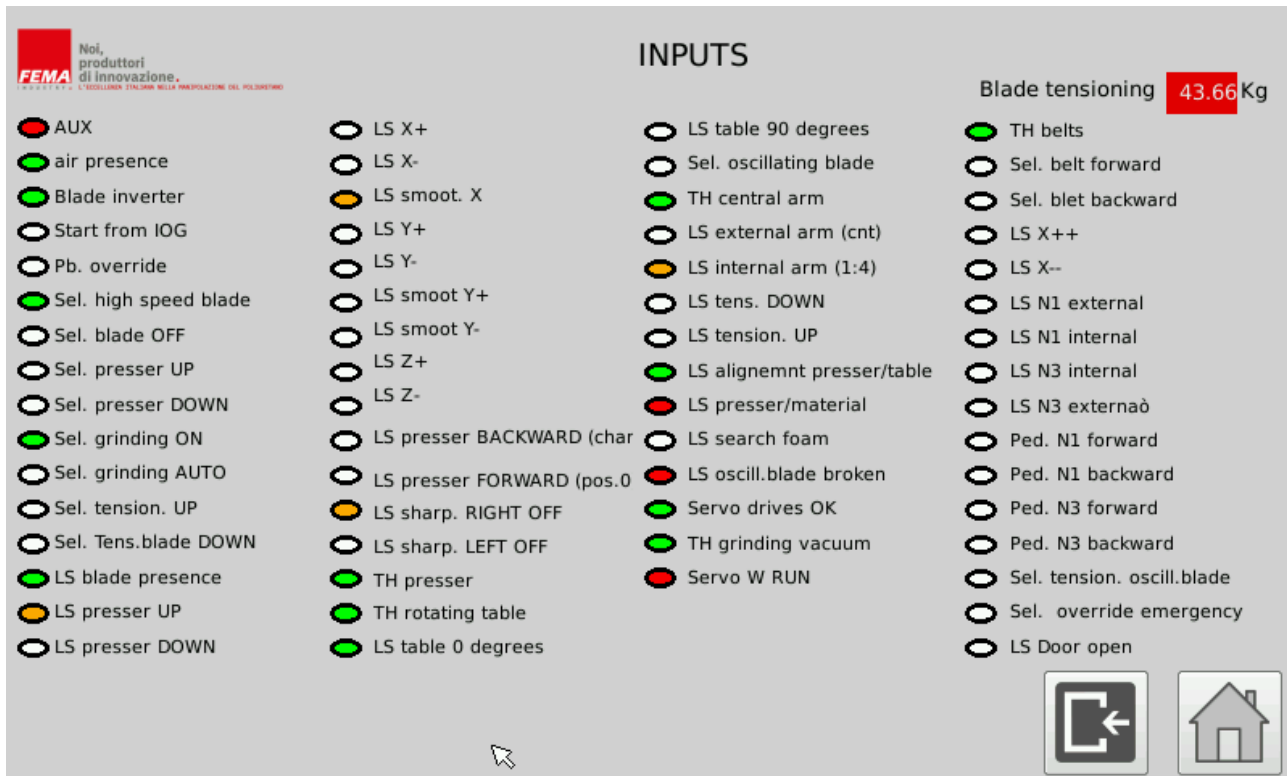 Noi,
produttori
di innovazione.
FEMA
INDUSTRY
L'ECCELLENZA ITALIANA NELLA MANIPOLAZIONE DEL POLIURETANO
INPUTS
Blade tensioning 43.66 Kg
AUX
air presence
Blade inverter
Start from IOG
Pb. override
Sel. high speed blade
Sel. blade OFF
Sel. presser UP
Sel. presser DOWN
Sel. grinding ON
Sel. grinding AUTO
Sel. tension. UP
Sel. Tens.blade DOWN
LS blade presence
LS presser UP
LS presser DOWN
LS X+
LS X-
LS smoot. X
LS Y+
LS Y-
LS smoot Y+
LS smoot Y-
LS Z+
LS Z-
LS presser BACKWARD (char
LS presser FORWARD (pos.0
LS sharp. RIGHT OFF
LS sharp. LEFT OFF
TH presser
TH rotating table
LS table 0 degrees
LS table 90 degrees
Sel. oscillating blade
TH central arm
LS external arm (cnt)
LS internal arm (1:4)
LS tens. DOWN
LS tension. UP
LS alignemnt presser/table
LS presser/material
LS search foam
LS oscill.blade broken
Servo drives OK
TH grinding vacuum
Servo W RUN
TH belts
Sel. belt forward
Sel. blet backward
LS X++
LS X--
LS N1 external
LS N1 internal
LS N3 internal
LS N3 externaò
Ped. N1 forward
Ped. N1 backward
Ped. N3 forward
Ped. N3 backward
Sel. tension. oscill.blade
Sel. override emergency
LS Door open